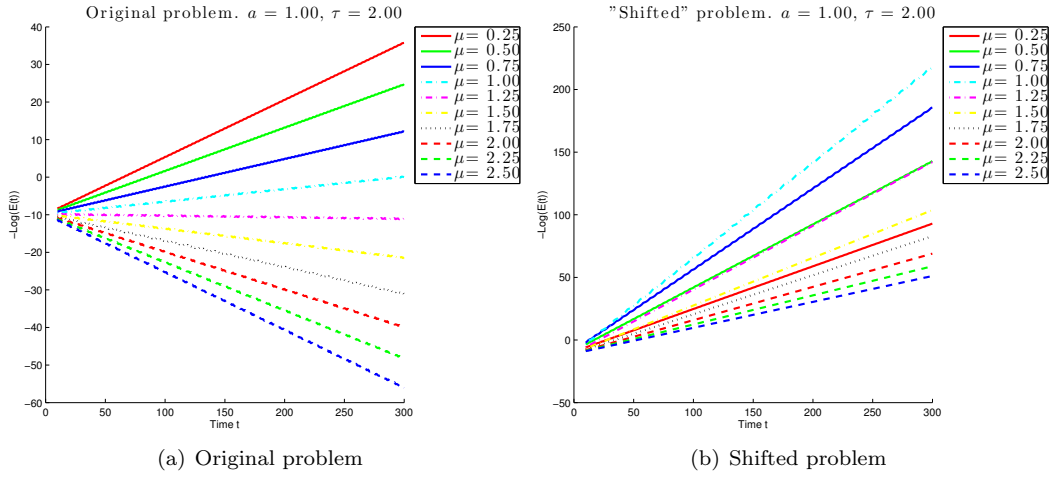 Original problem. a = 1.00, τ = 2.00
−Log(E(t))
40
30
20
10
0
−10
−20
−30
−40
−50
−60
0 50 100 150 200 250 300
Time t
μ= 0.25
μ= 0.50
μ= 0.75
μ= 1.00
μ= 1.25
μ= 1.50
μ= 1.75
μ= 2.00
μ= 2.25
μ= 2.50
(a) Original problem
"Shifted" problem. a = 1.00, τ = 2.00
−Log(E(t))
250
200
150
100
50
0
−50
0 50 100 150 200 250 300
Time t
μ= 0.25
μ= 0.50
μ= 0.75
μ= 1.00
μ= 1.25
μ= 1.50
μ= 1.75
μ= 2.00
μ= 2.25
μ= 2.50
(b) Shifted problem